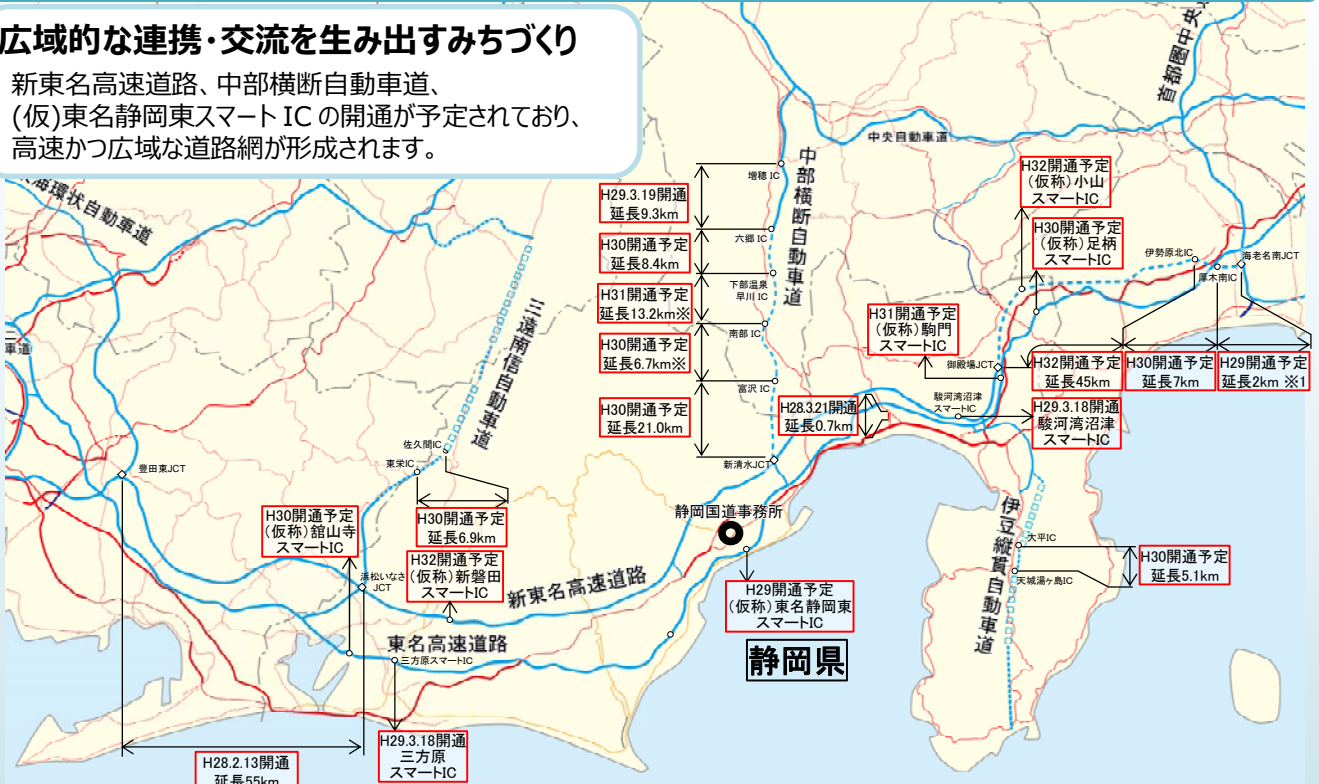 広域的な連携・交流を生み出すみちづくり
新東名高速道路、中部横断自動車道、
(仮)東名静岡東スマート IC の開通が予定されており、
高速かつ広域な道路網が形成されます。
首都圏中央
中央自動車道
海環状自動車道
中部横断自動車道
増穂 IC
H29.3.19開通
延長9.3km
六郷 IC
H30開通予定
延長8.4km
下部温泉
早川 IC
H31開通予定
延長13.2km※
南部 IC
H30開通予定
延長6.7km※
富沢 IC
H30開通予定
延長21.0km
新清水JCT
H32開通予定
(仮称)小山
スマートIC
H30開通予定
(仮称)足柄
スマートIC
伊勢原北IC
海老名南JCT
厚木南IC
H31開通予定
(仮称)駒門
スマートIC
御殿場JCT
H32開通予定
延長45km
H30開通予定
延長7km
H29開通予定
延長2km ※1
駿河湾沼津
スマートIC
H28.3.21開通
延長0.7km
H29.3.18開通
駿河湾沼津
スマートIC
三遠南信自動車道
車道
佐久間IC
東栄IC
豊田東JCT
H30開通予定
延長6.9km
H30開通予定
(仮称)舘山寺
スマートIC
H32開通予定
(仮称)新磐田
スマートIC
浜松いなさ
JCT
新東名高速道路
静岡国道事務所
伊豆縦貫自動車道
大平IC
H30開通予定
延長5.1km
天城湯ヶ島IC
H29開通予定
(仮称)東名静岡東
スマートIC
東名高速道路
三方原スマートIC
静岡県
H29.3.18開通
三方原
スマートIC
H28.2.13開通
延長55km